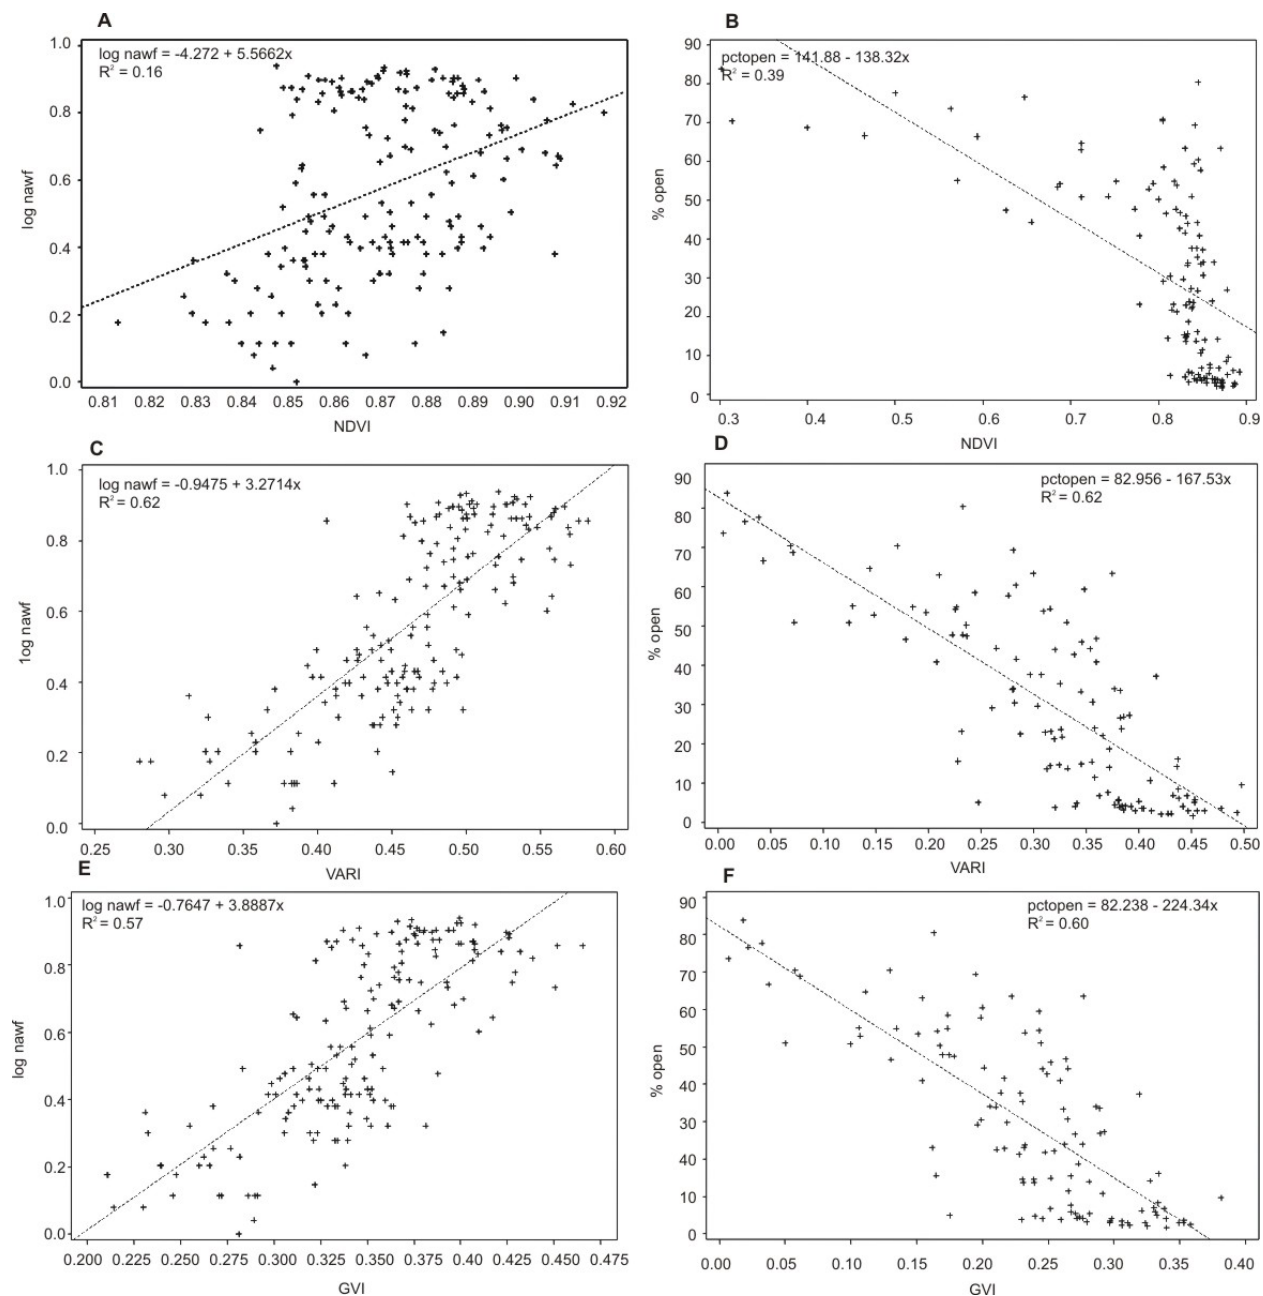 A
log nawf = -4.272 + 5.5662x
R² = 0.16
1.0
0.8
0.6
0.4
0.2
0.0
log nawf
0.81 0.82 0.83 0.84 0.85 0.86 0.87 0.88 0.89 0.90 0.91 0.92
NDVI
B
pctopen = 141.88 - 138.32x
R² = 0.39
90
80
70
60
50
40
30
20
10
0
% open
0.3 0.4 0.5 0.6 0.7 0.8 0.9
NDVI
C
log nawf = -0.9475 + 3.2714x
R² = 0.62
1.0
0.8
0.6
0.4
0.2
0.0
1og nawf
0.25 0.30 0.35 0.40 0.45 0.50 0.55 0.60
VARI
D
pctopen = 82.956 - 167.53x
R² = 0.62
90
80
70
60
50
40
30
20
10
0
% open
0.00 0.05 0.10 0.15 0.20 0.25 0.30 0.35 0.40 0.45 0.50
VARI
E
log nawf = -0.7647 + 3.8887x
R² = 0.57
1.0
0.8
0.6
0.4
0.2
0.0
log nawf
0.200 0.225 0.250 0.275 0.300 0.325 0.350 0.375 0.400 0.425 0.450 0.475
GVI
F
pctopen = 82.238 - 224.34x
R² = 0.60
90
80
70
60
50
40
30
40
10
0
% open
0.00 0.05 0.10 0.15 0.20 0.25 0.30 0.35 0.40
GVI